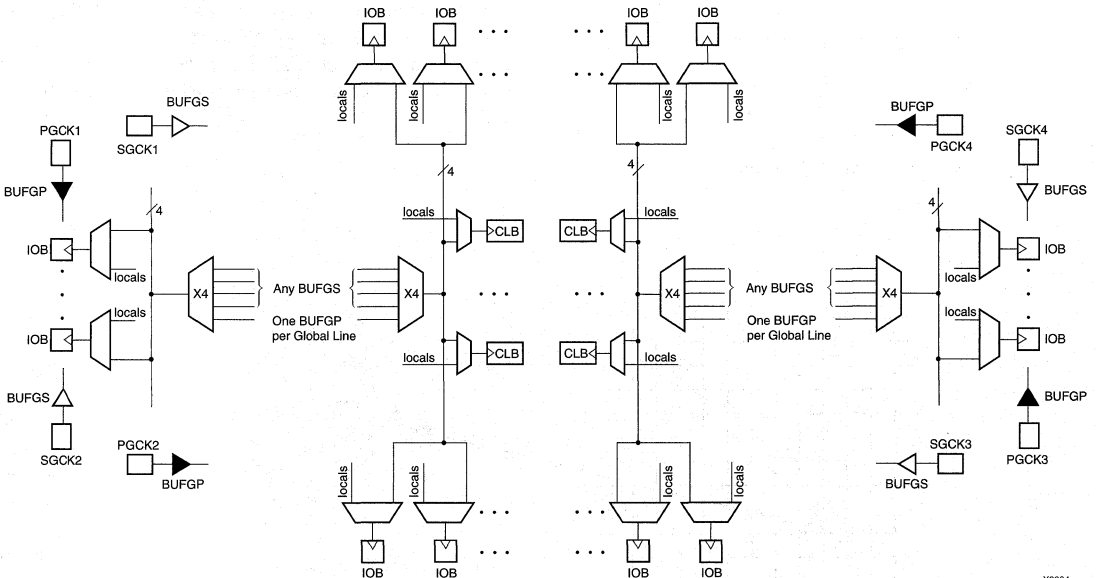 IOB IOB IOB IOB
locals locals locals locals
BUFGS
SGCK1
PGCK1
BUFGP
BUFGP
PGCK4
SGCK4
BUFGS
4 4 4 4
locals CLB CLB locals
IOB locals
X4 Any BUFGS X4
One BUFGP
per Global Line
X4 Any BUFGS X4
One BUFGP
per Global Line
locals IOB
IOB locals
locals IOB
locals CLB CLB locals
BUFGS
SGCK2
PGCK2
BUFGP
SGCK3
BUFGS
BUFGP
PGCK3
locals locals locals locals
IOB IOB IOB IOB